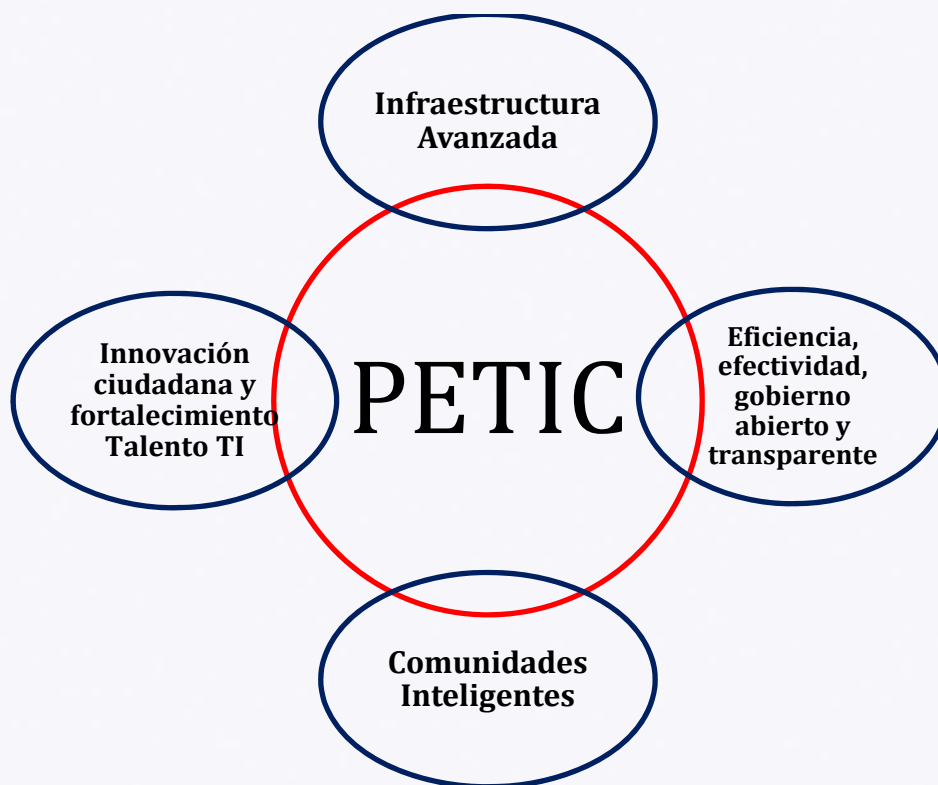 Infraestructura
Avanzada
Innovación
ciudadana y
fortalecimiento
Talento TI
PETIC
Eficiencia,
efectividad,
gobierno
abierto y
transparente
Comunidades
Inteligentes